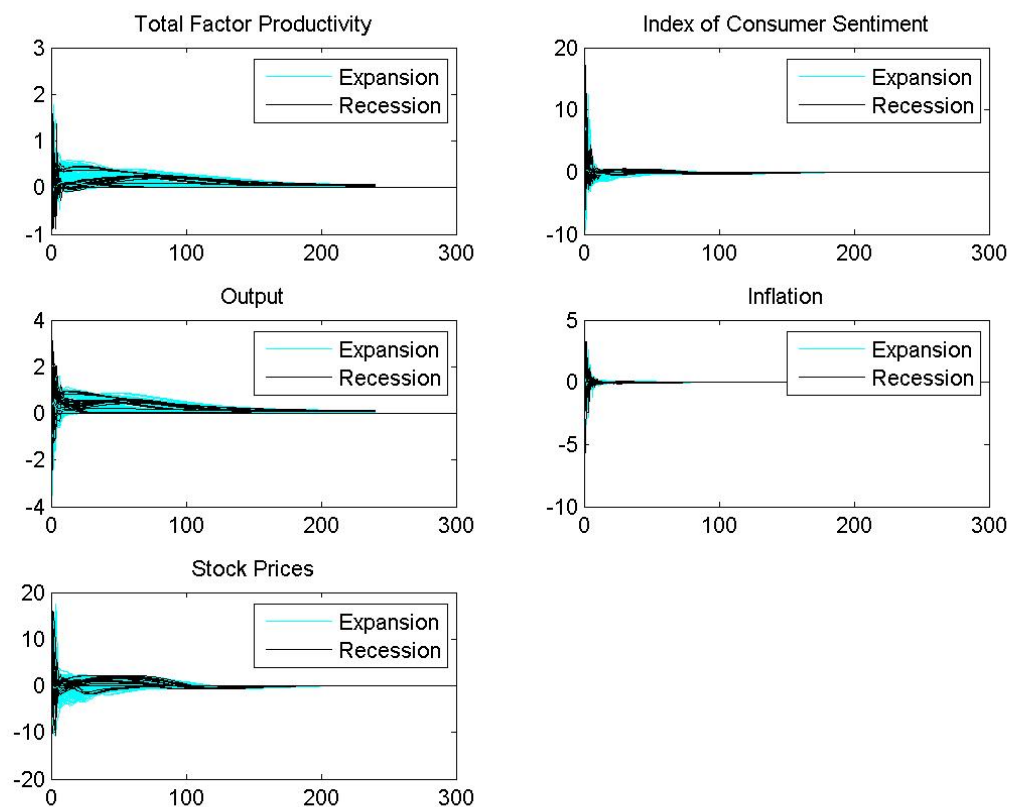 Total Factor Productivity
3
2
1
0
-1
0
100
200
300
Expansion
Recession
Index of Consumer Sentiment
20
10
0
-10
0
100
200
300
Expansion
Recession
Output
4
2
0
-2
-4
0
100
200
300
Expansion
Recession
Inflation
5
0
-5
-10
0
100
200
300
Expansion
Recession
Stock Prices
20
10
0
-10
-20
0
100
200
300
Expansion
Recession